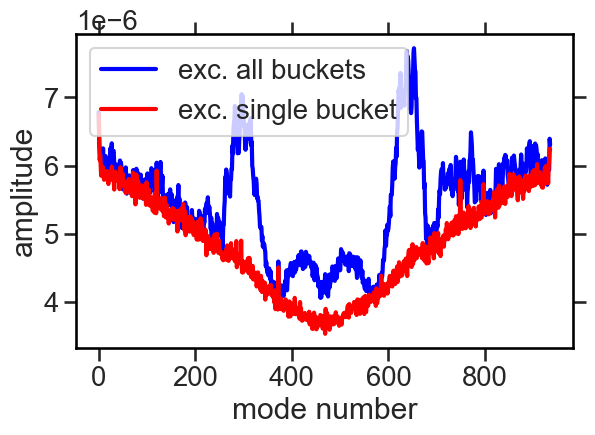 1e−6
exc. all buckets
exc. single bucket
7
6
5
4
amplitude
0 200 400 600 800
mode number